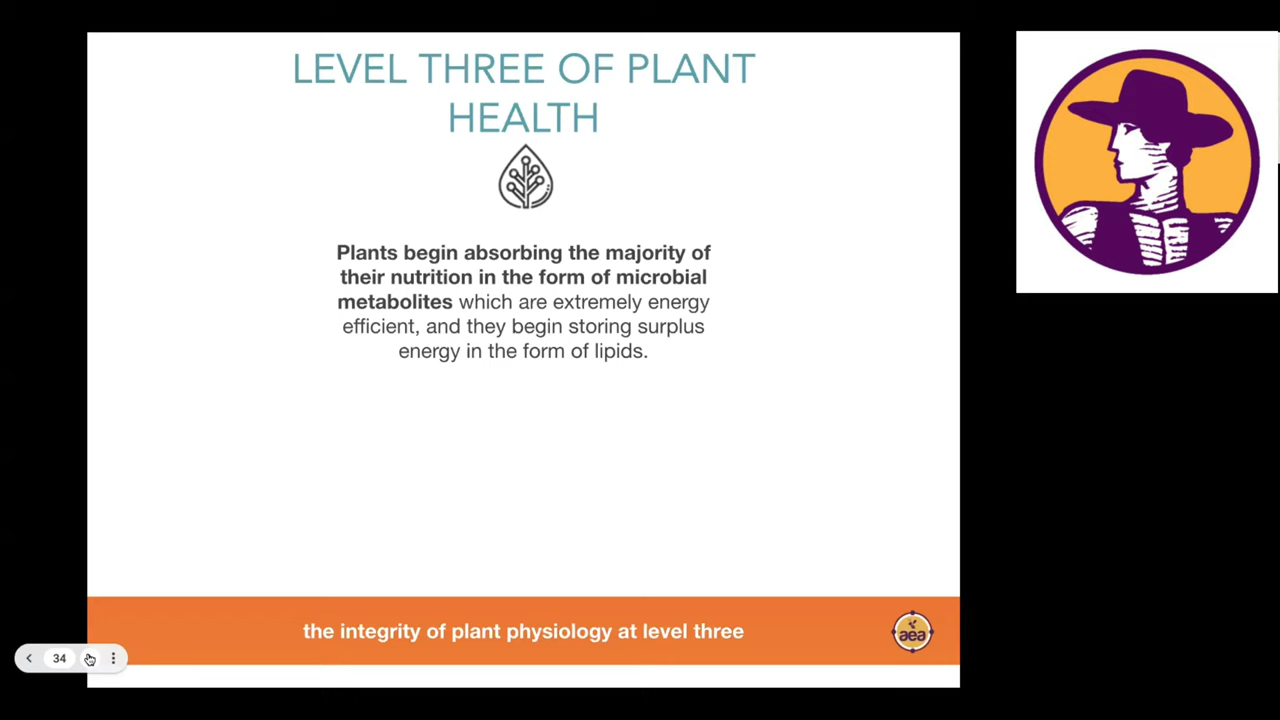 LEVEL THREE OF PLANT
HEALTH
Plants begin absorbing the majority of
their nutrition in the form of microbial
metabolites which are extremely energy
efficient, and they begin storing surplus
energy in the form of lipids.
the integrity of plant physiology at level three
aea
34